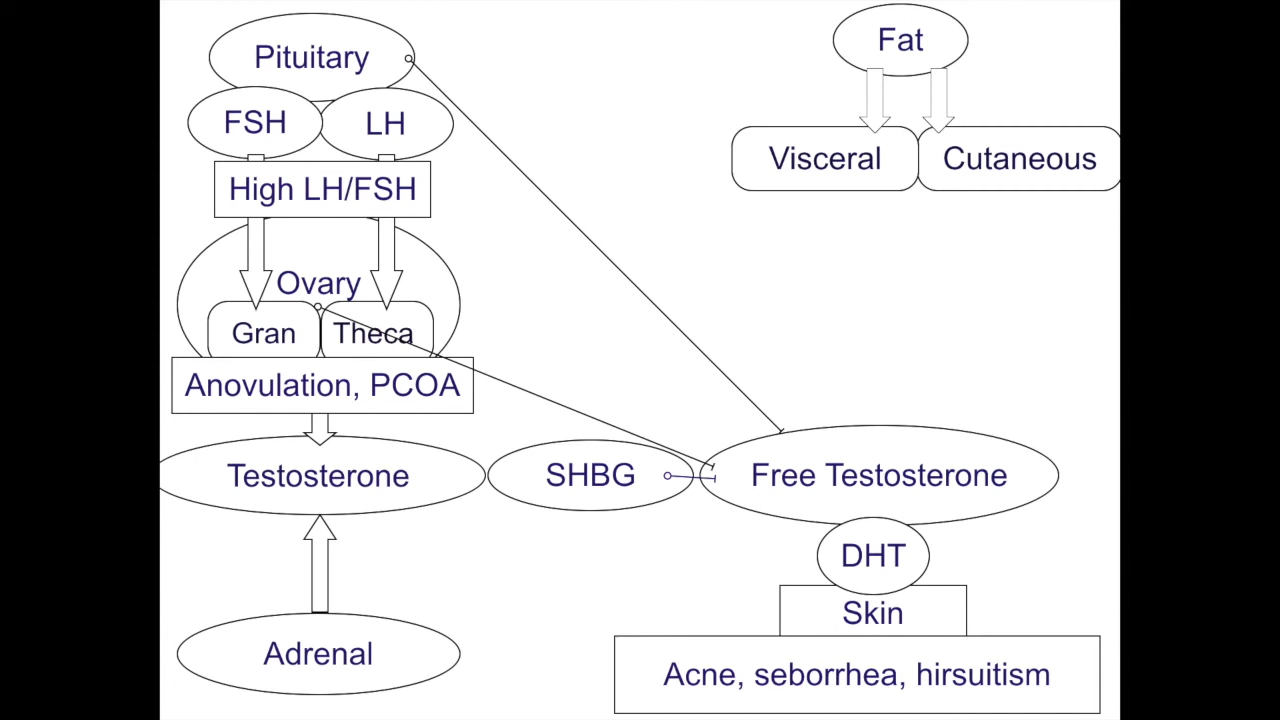 Pituitary
Fat
FSH
LH
Visceral
Cutaneous
High LH/FSH
Ovary
Gran
Theca
Anovulation, PCOA
Testosterone
SHBG
Free Testosterone
DHT
Skin
Adrenal
Acne, seborrhea, hirsuitism